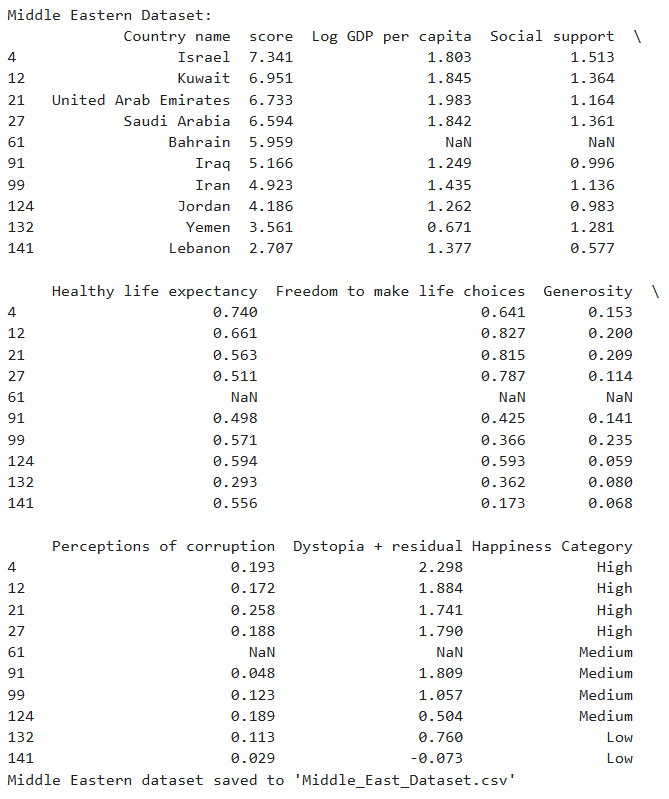 Middle Eastern Dataset:
             Country name  score  Log GDP per capita  Social support  \
4                  Israel  7.341               1.803           1.513
12                 Kuwait  6.951               1.845           1.364
21   United Arab Emirates  6.733               1.983           1.164
27           Saudi Arabia  6.594               1.842           1.361
61                Bahrain  5.959                 NaN             NaN
91                   Iraq  5.166               1.249           0.996
99                   Iran  4.923               1.435           1.136
124                Jordan  4.186               1.262           0.983
132                 Yemen  3.561               0.671           1.281
141               Lebanon  2.707               1.377           0.577

     Healthy life expectancy  Freedom to make life choices  Generosity  \
4                      0.740                         0.641       0.153
12                     0.661                         0.827       0.200
21                     0.563                         0.815       0.209
27                     0.511                         0.787       0.114
61                       NaN                           NaN         NaN
91                     0.498                         0.425       0.141
99                     0.571                         0.366       0.235
124                    0.594                         0.593       0.059
132                    0.293                         0.362       0.080
141                    0.556                         0.173       0.068

     Perceptions of corruption  Dystopia + residual Happiness Category
4                        0.193                2.298               High
12                       0.172                1.884               High
21                       0.258                1.741               High
27                       0.188                1.790               High
61                         NaN                  NaN             Medium
91                       0.048                1.809             Medium
99                       0.123                1.057             Medium
124                      0.189                0.504             Medium
132                      0.113                0.760                Low
141                      0.029               -0.073                Low
Middle Eastern dataset saved to 'Middle_East_Dataset.csv'